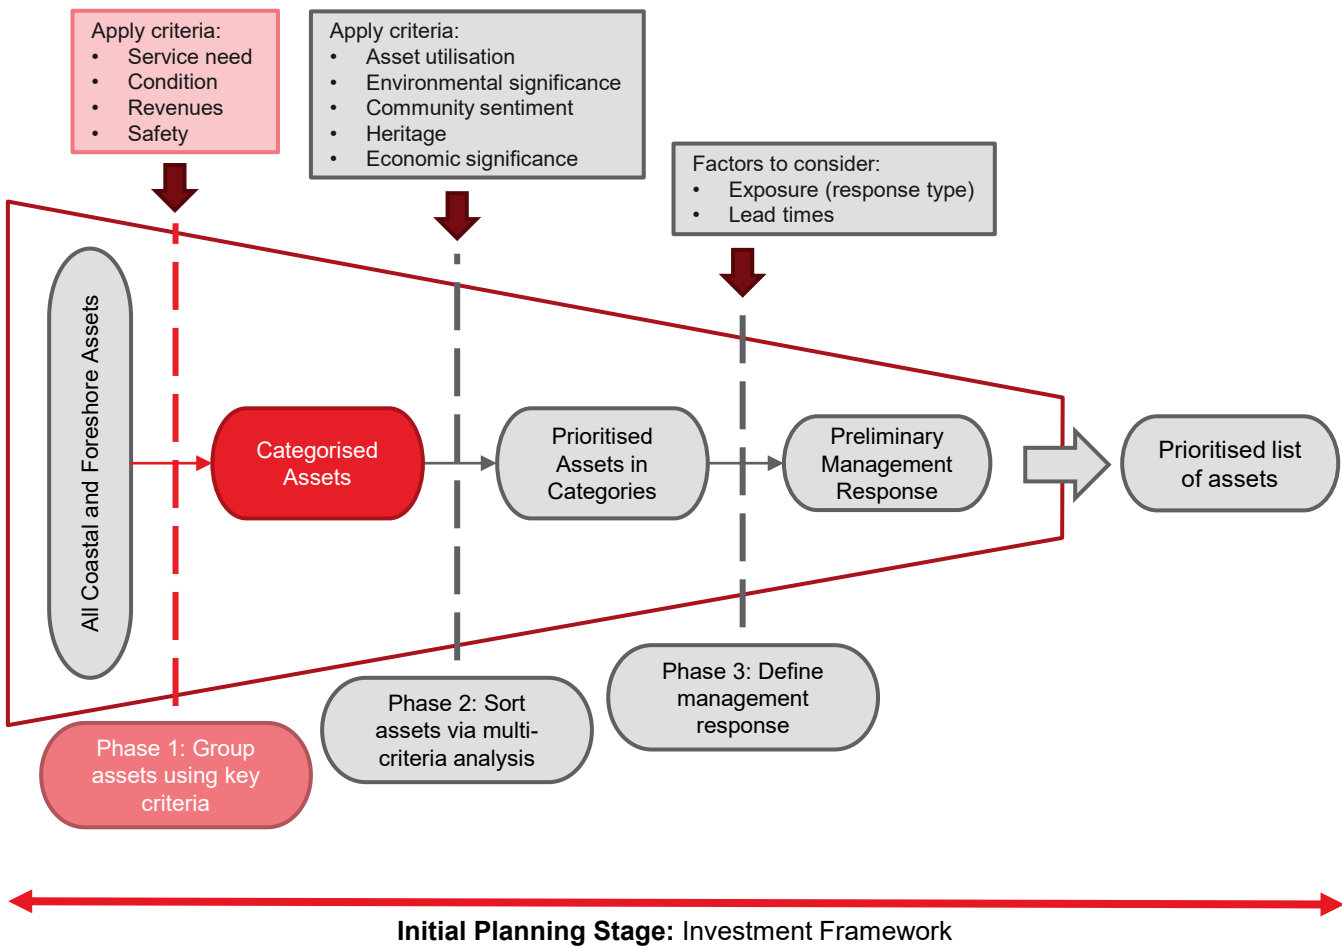 Apply criteria:
• Service need
• Condition
• Revenues
• Safety
Apply criteria:
• Asset utilisation
• Environmental significance
• Community sentiment
• Heritage
• Economic significance
Factors to consider:
• Exposure (response type)
• Lead times
All Coastal and Foreshore Assets
Categorised
Assets
Prioritised
Assets in
Categories
Preliminary
Management
Response
Prioritised list
of assets
Phase 1: Group
assets using key
criteria
Phase 2: Sort
assets via multi-
criteria analysis
Phase 3: Define
management
response
Initial Planning Stage: Investment Framework